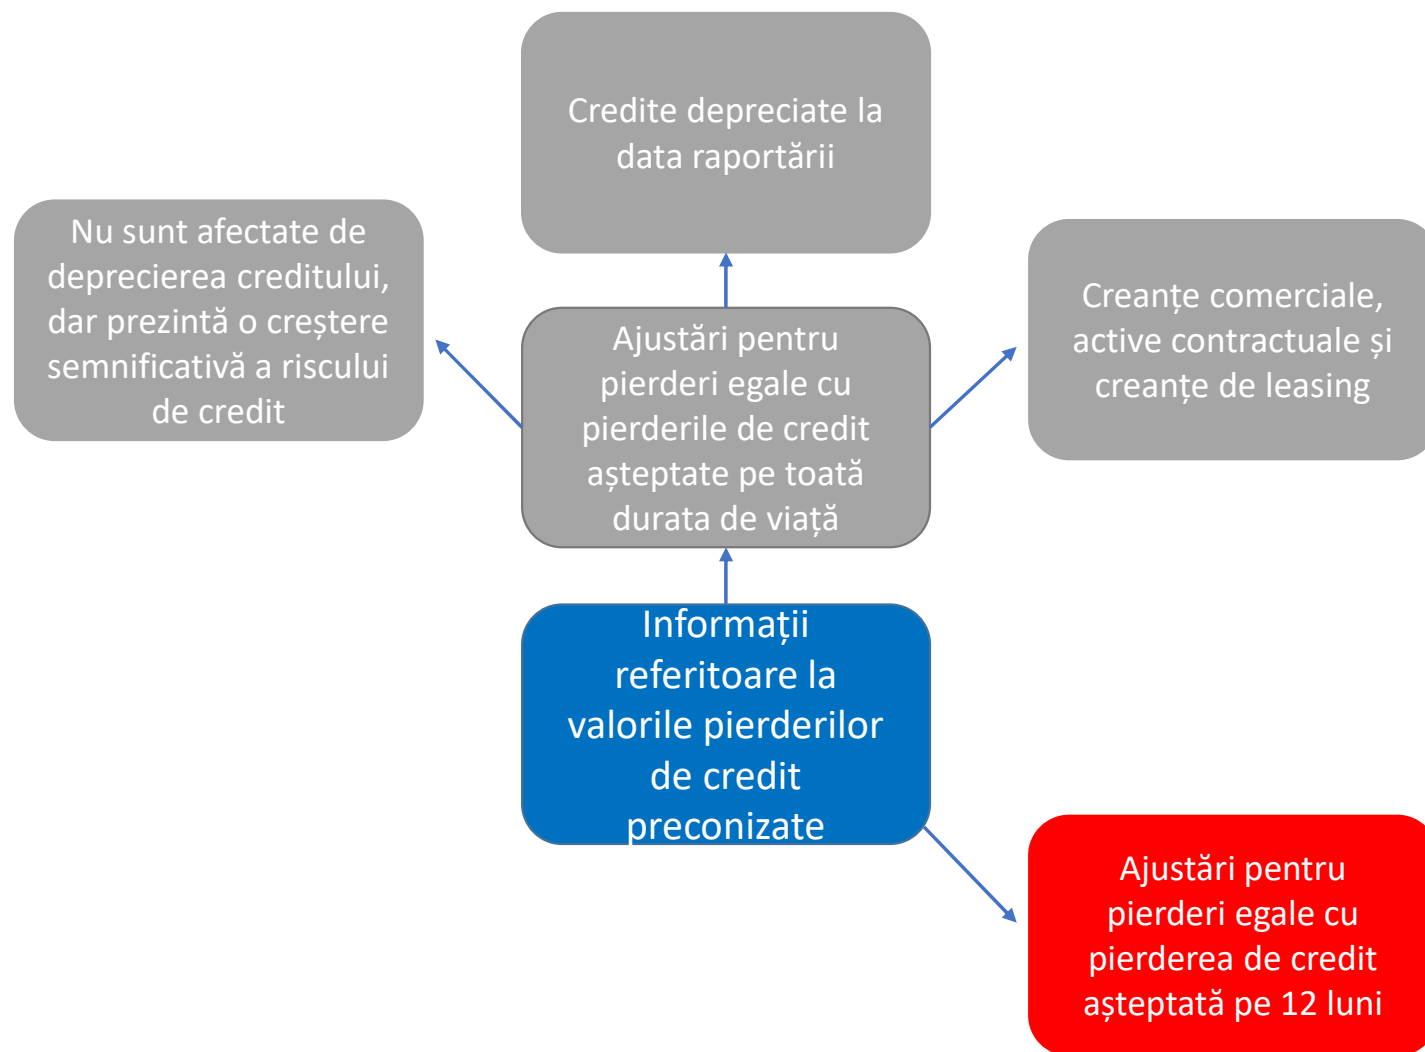 Credite depreciate la
data raportării
Nu sunt afectate de
deprecierea creditului,
dar prezintă o creștere
semnificativă a riscului
de credit
Ajustări pentru
pierderi egale cu
pierderile de credit
așteptate pe toată
durata de viață
Creanțe comerciale,
active contractuale și
creanțe de leasing
Informații
referitoare la
valorile pierderilor
de credit
preconizate
Ajustări pentru
pierderi egale cu
pierderea de credit
așteptată pe 12 luni